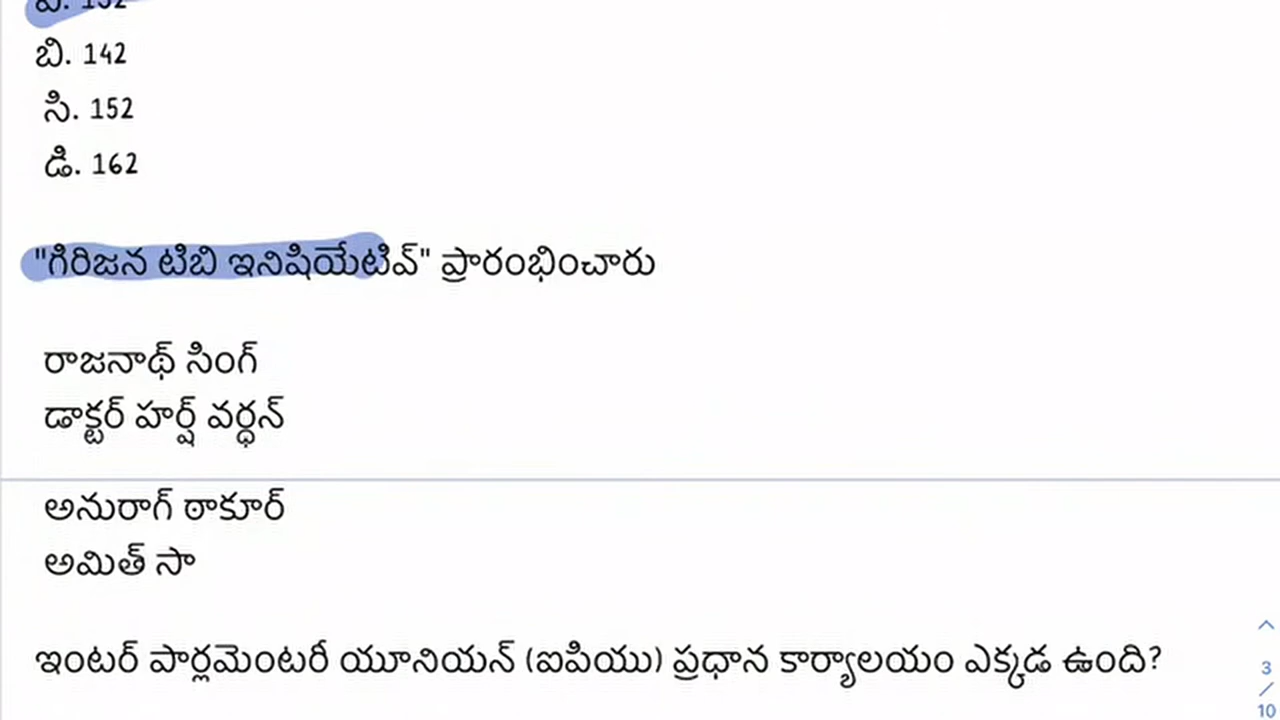 ఏ. 132
బి. 142
సి. 152
డి. 162
"గిరిజన టిబి ఇనిషియేటివ్" ప్రారంభించారు
రాజనాథ్ సింగ్
డాక్టర్ హర్ష్ వర్ధన్
అనురాగ్ ఠాకూర్
అమిత్ సా
ఇంటర్ పార్లమెంటరీ యూనియన్ (ఐపియు) ప్రధాన కార్యాలయం ఎక్కడ ఉంది?
3
/
10